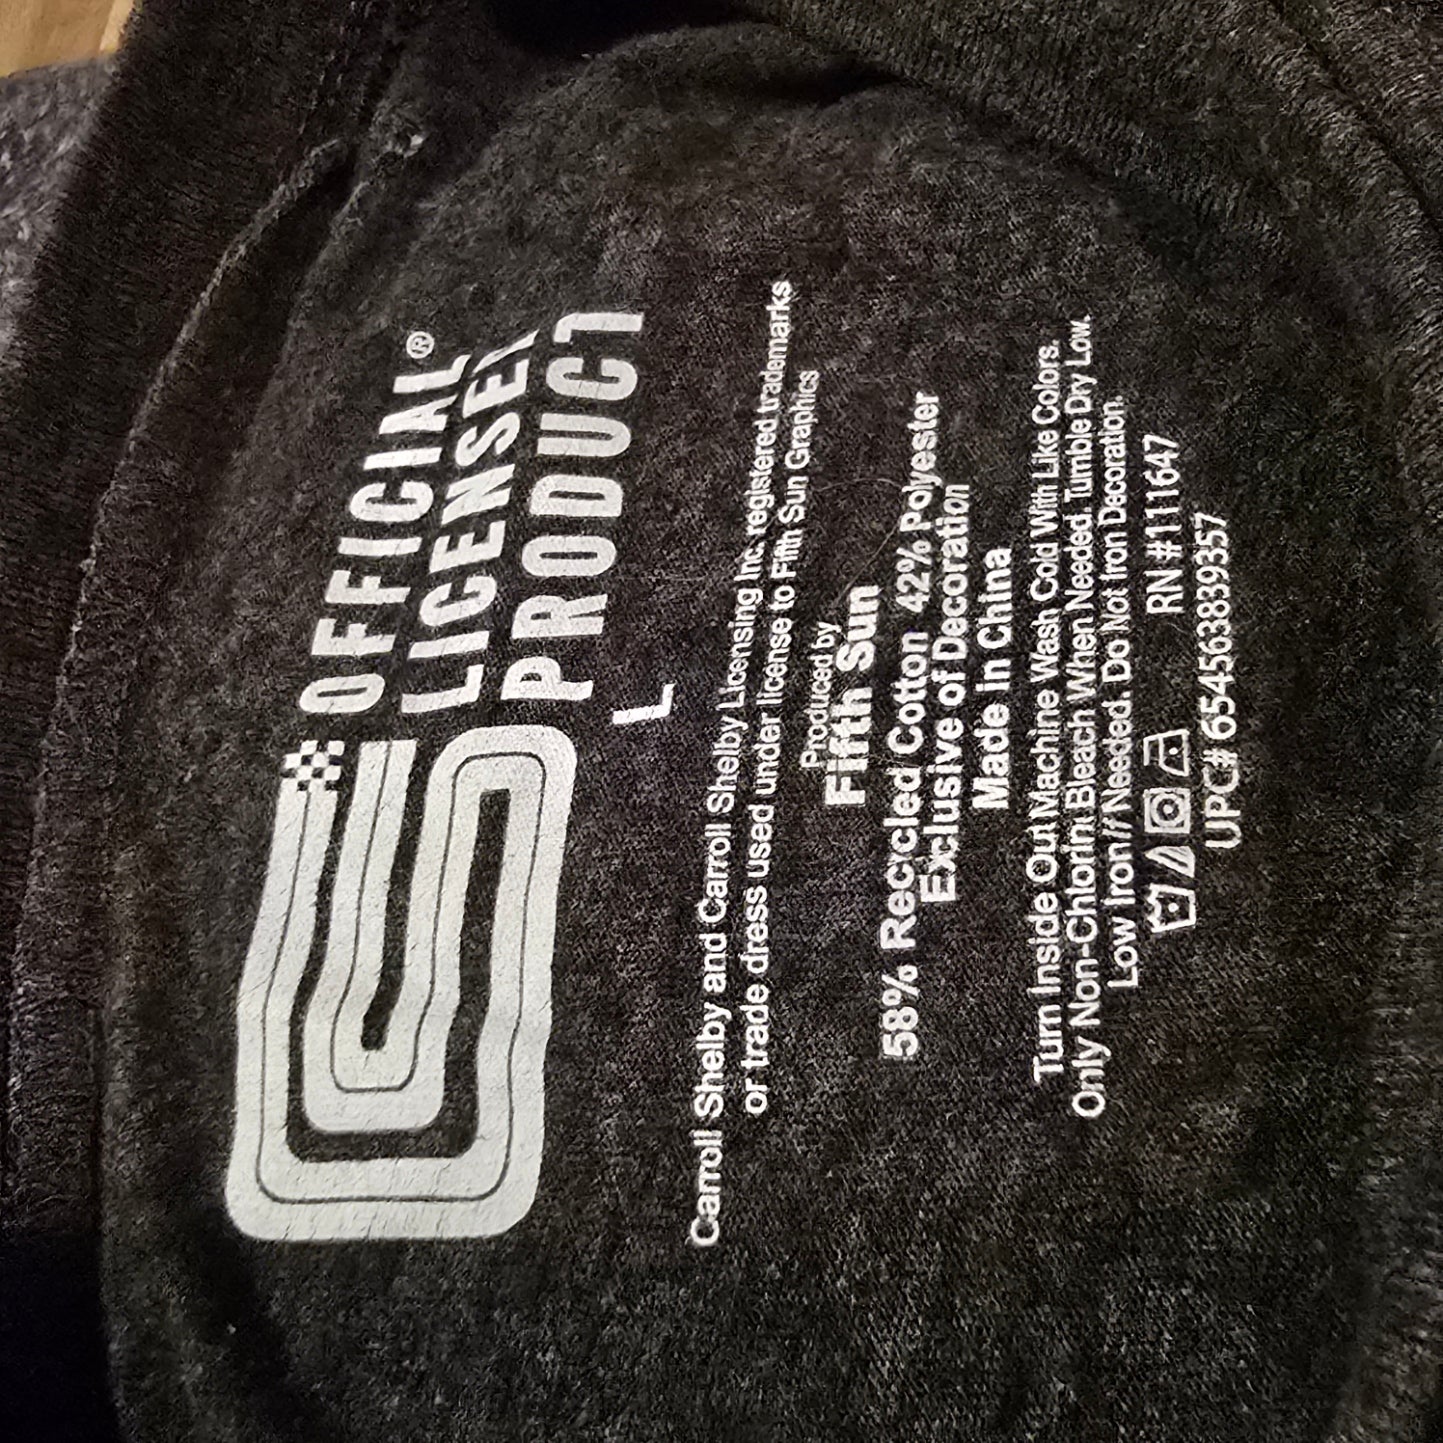 OFFICIAL®
LICENSED
PRODUCT
L
Carroll Shelby and Carroll Shelby Licensing Inc. registered trademarks
or trade dress used under license to Fifth Sun Graphics
Produced by
Fifth Sun
58% Recycled Cotton 42% Polyester
Exclusive of Decoration
Made in China
Turn Inside Out Machine Wash Cold With Like Colors.
Only Non-Chlorine Bleach When Needed. Tumble Dry Low.
Low Iron If Needed. Do Not Iron Decoration.
RN #111647
UPC# 654563839357